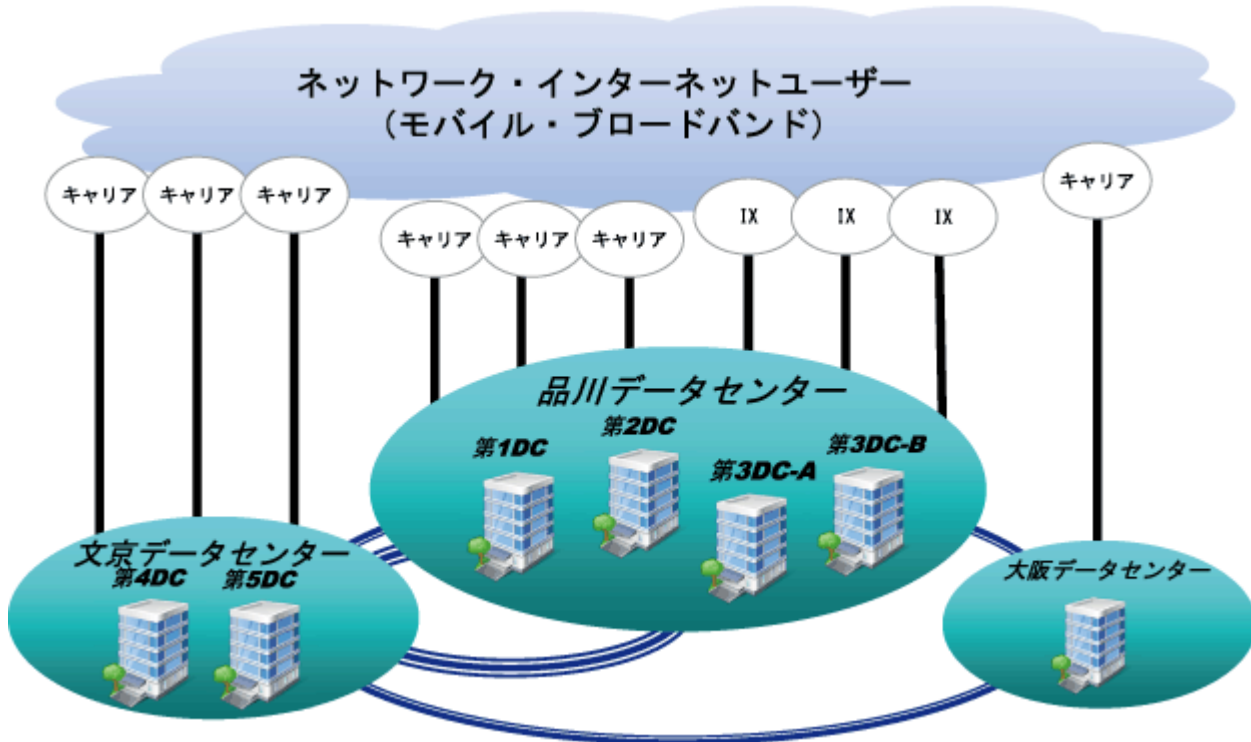 ネットワーク・インターネットユーザー
(モバイル・ブロードバンド)
キャリア
キャリア
キャリア
キャリア
キャリア
キャリア
IX
IX
IX
キャリア
品川データセンター
第1DC
第2DC
第3DC-A
第3DC-B
文京データセンター
第4DC
第5DC
大阪データセンター